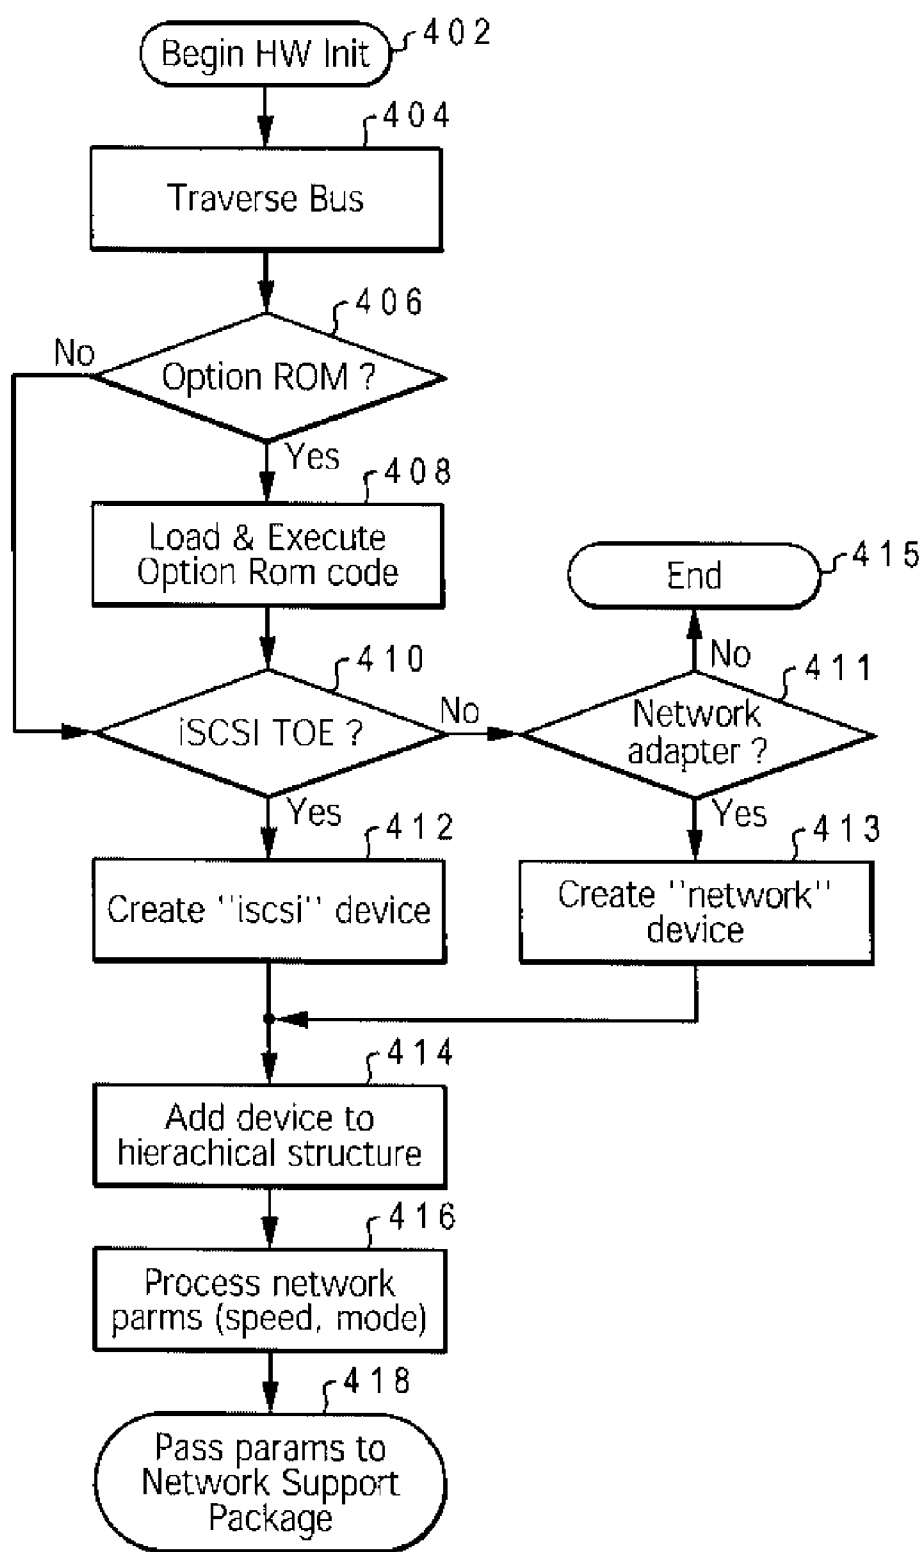 Begin HW Init
402
404
Traverse Bus
406
No
Option ROM ?
Yes
408
Load & Execute
Option Rom code
End
415
410
No
411
iSCSI TOE ?
No
Network
adapter ?
Yes
412
Yes
413
Create "iscsi" device
Create "network"
device
414
Add device to
hierachical structure
416
Process network
parms (speed, mode)
418
Pass params to
Network Support
Package